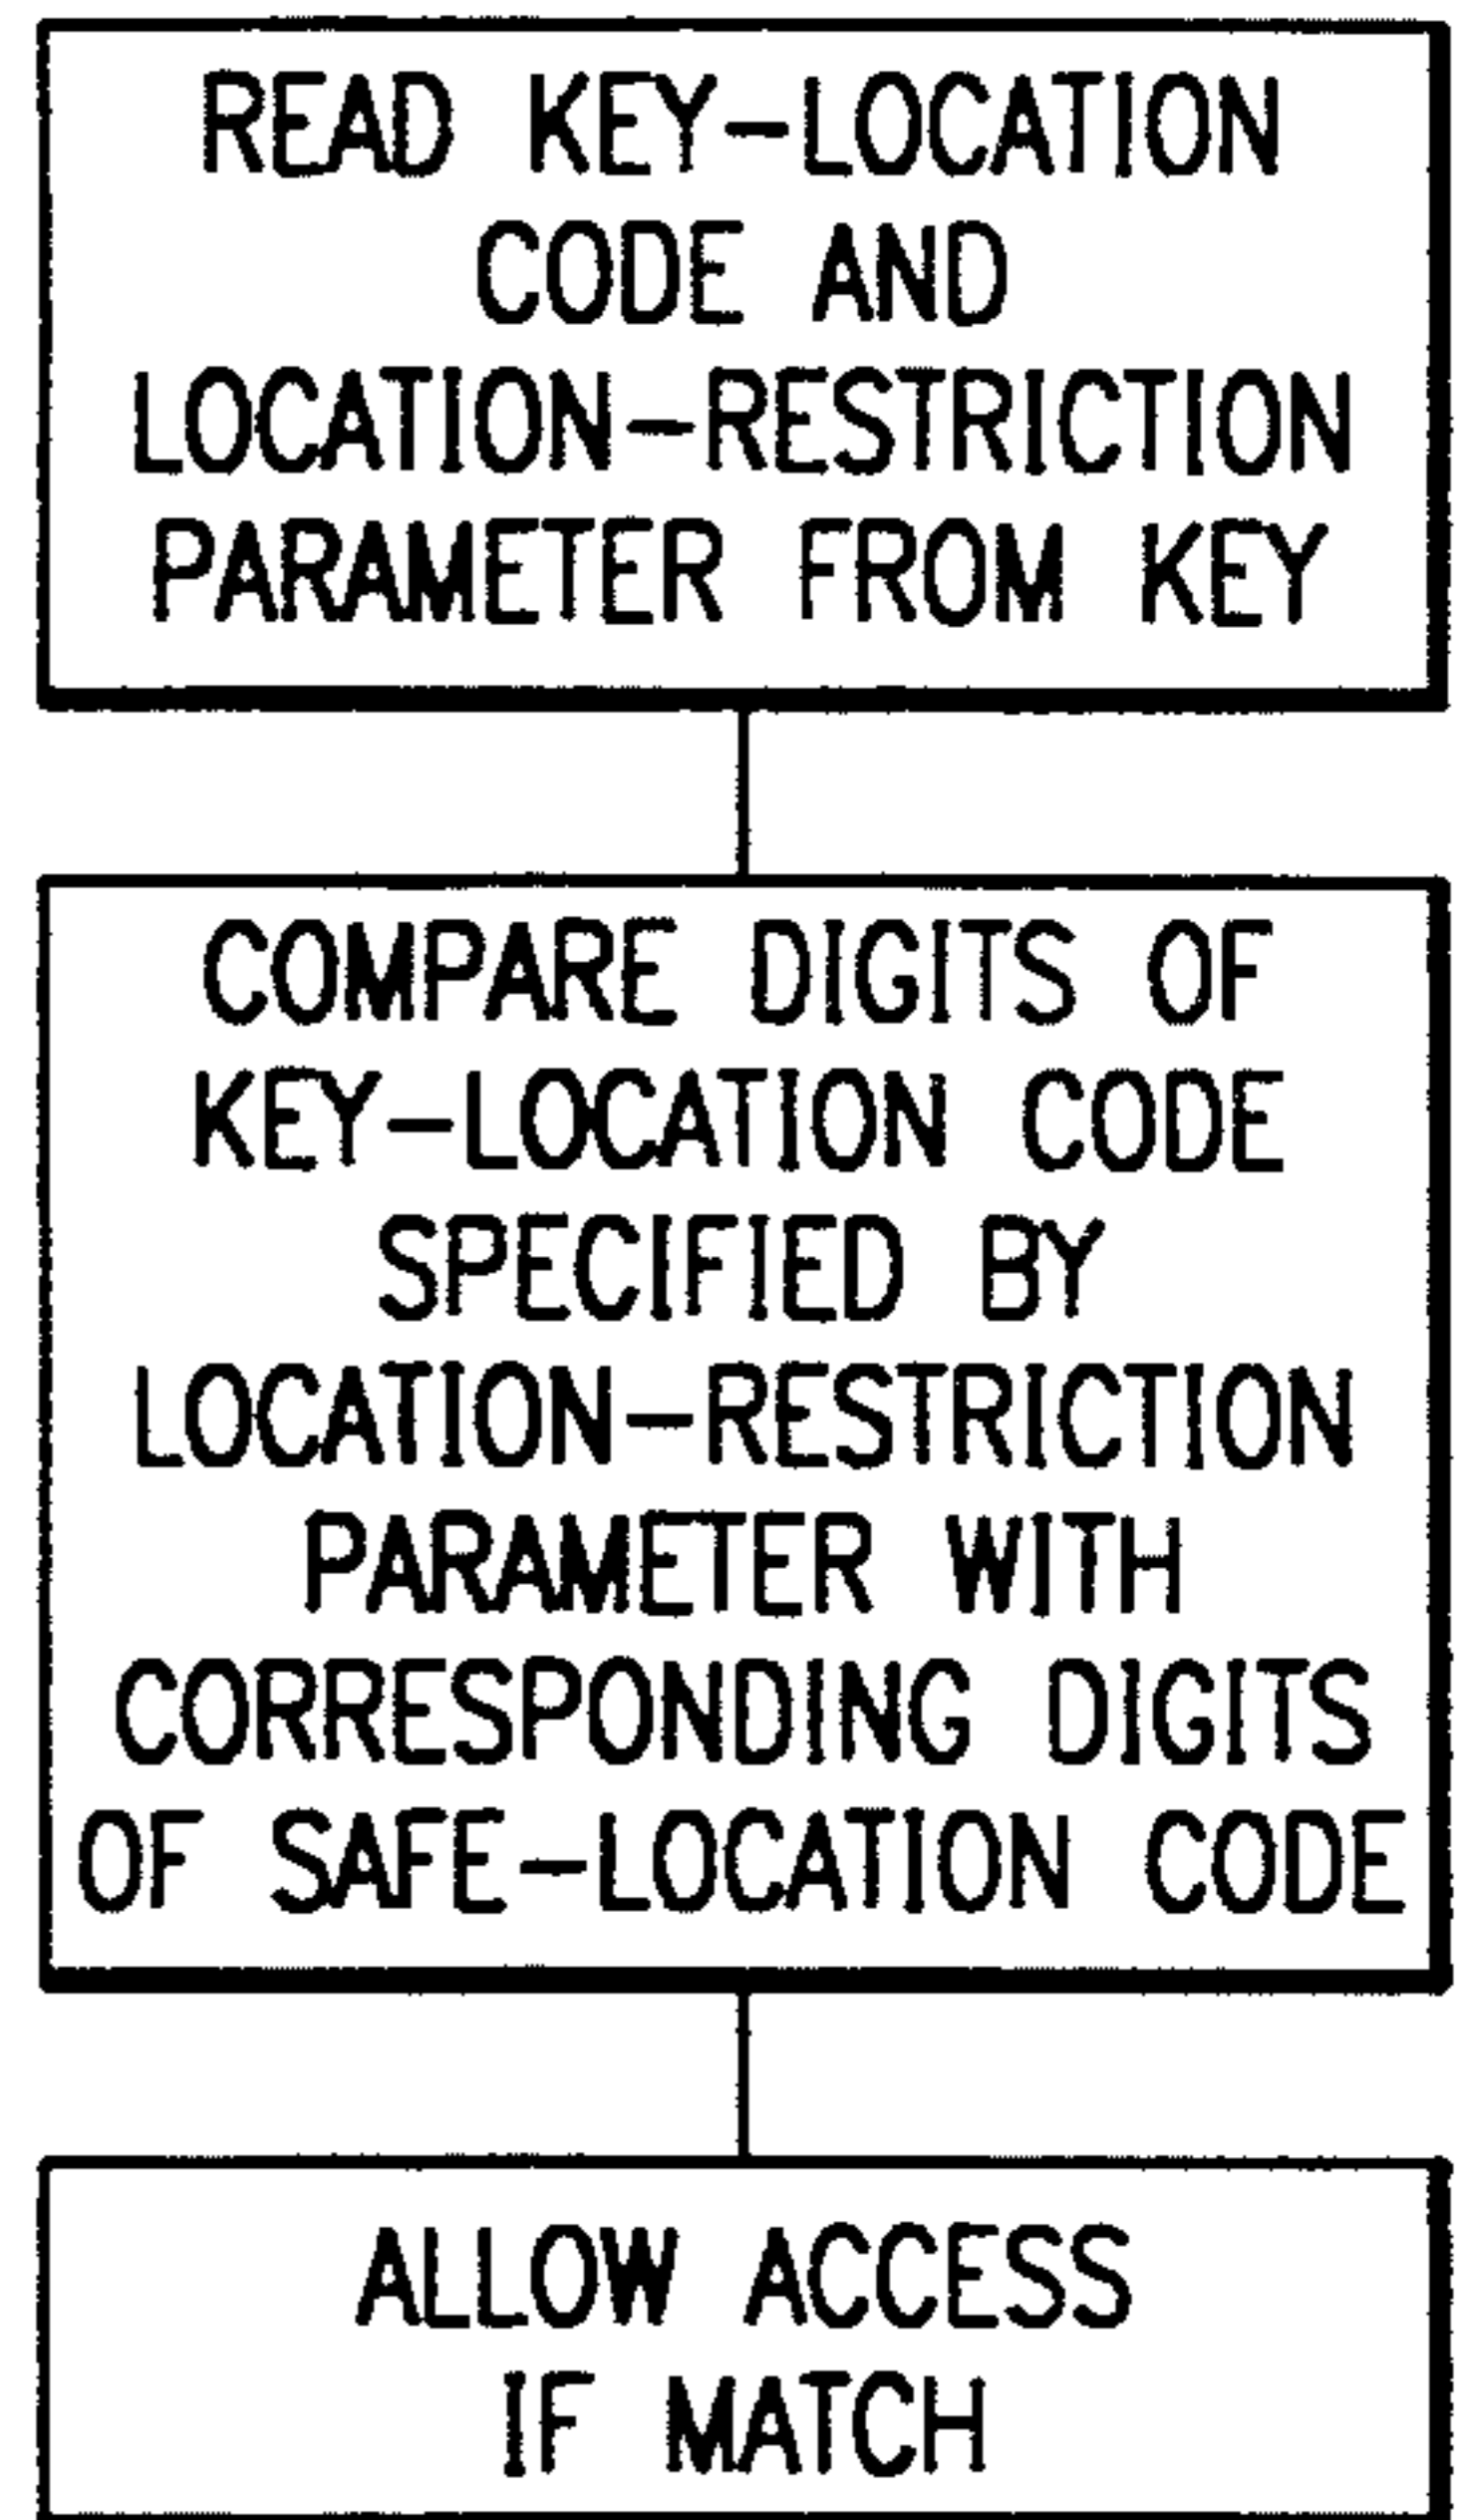 READ KEY-LOCATION
CODE AND
LOCATION-RESTRICTION
PARAMETER FROM KEY
COMPARE DIGITS OF
KEY-LOCATION CODE
SPECIFIED BY
LOCATION-RESTRICTION
PARAMETER WITH
CORRESPONDING DIGITS
OF SAFE-LOCATION CODE
ALLOW ACCESS
IF MATCH